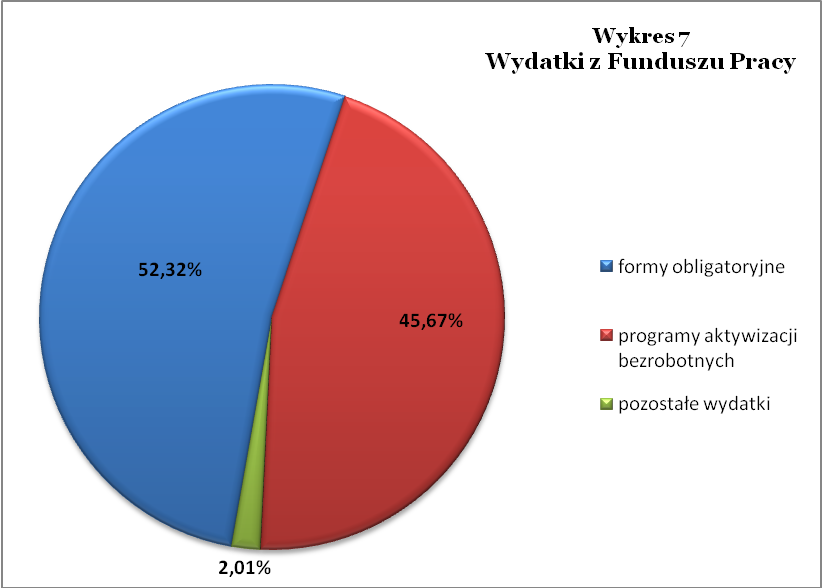 Wykres 7
Wydatki z Funduszu Pracy
52,32%
45,67%
2,01%
formy obligatoryjne
programy aktywizacji
bezrobotnych
pozostałe wydatki